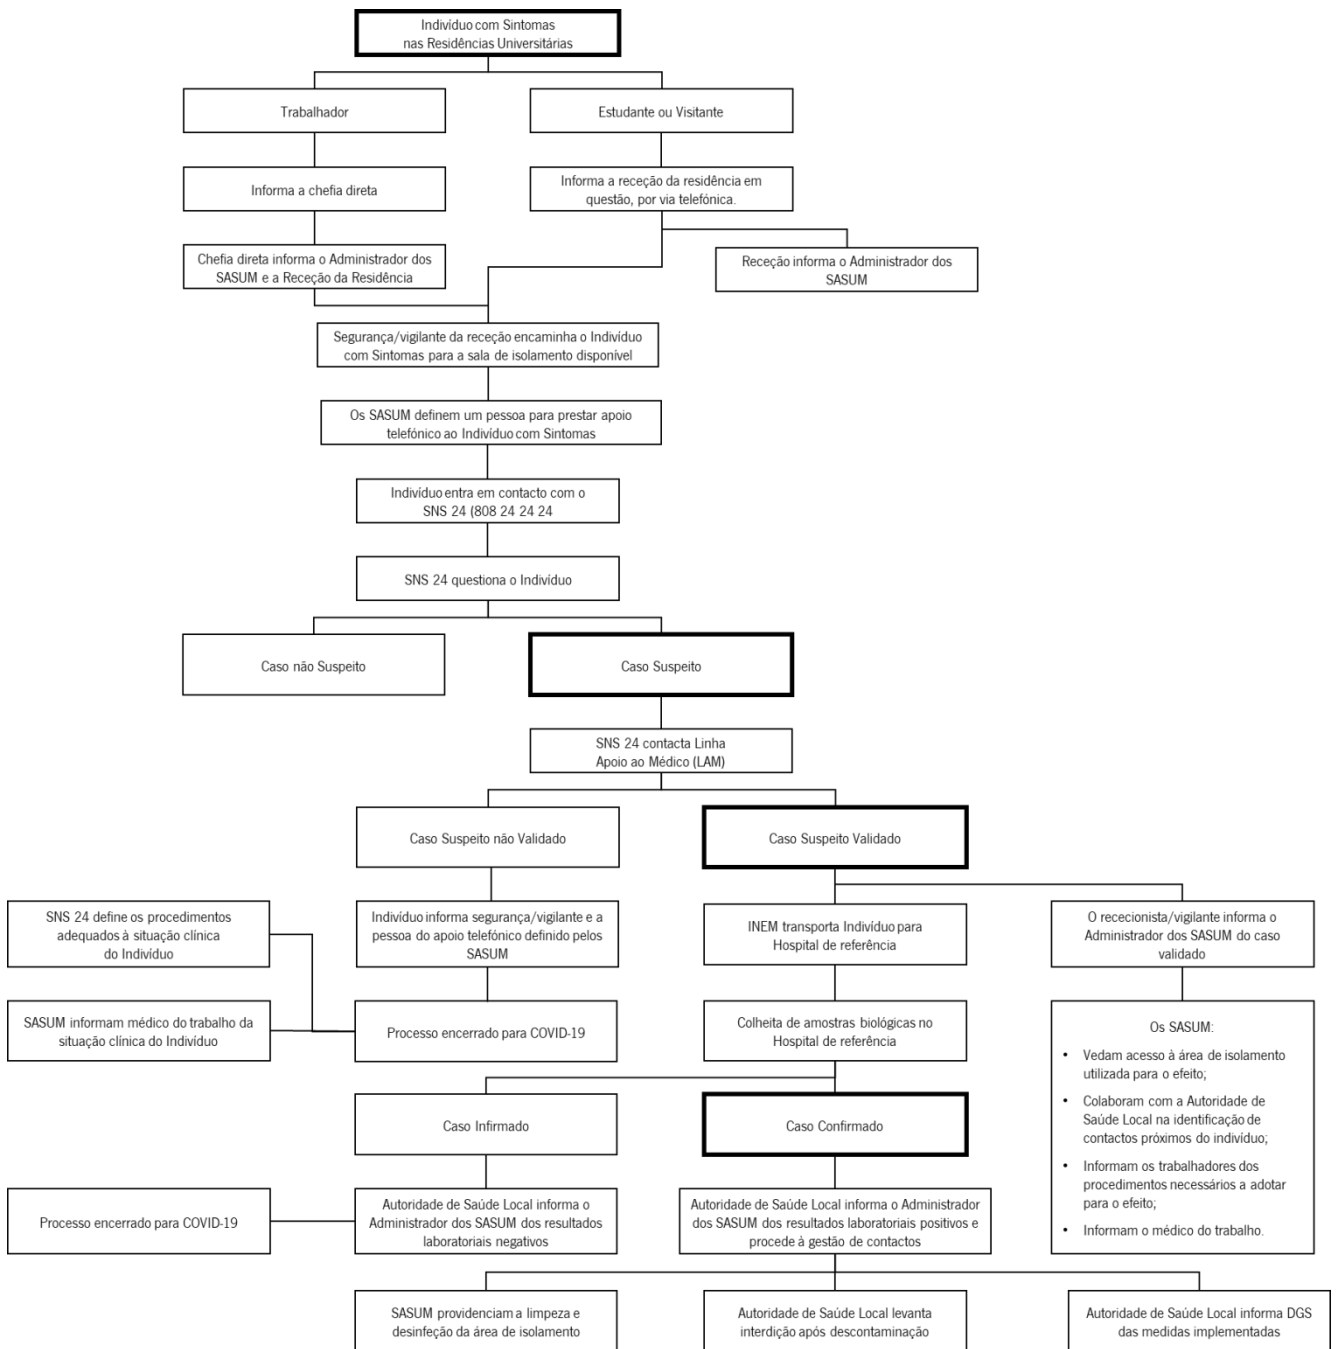 Indivíduo com Sintomas
nas Residências Universitárias
Trabalhador
Estudante ou Visitante
Informa a chefia direta
Informa a receção da residência em
questão, por via telefónica.
Chefia direta informa o Administrador dos
SASUM e a Receção da Residência
Receção informa o Administrador dos
SASUM
Segurança/vigilante da receção encaminha o Indivíduo
com Sintomas para a sala de isolamento disponível
Os SASUM definem um pessoa para prestar apoio
telefónico ao Indivíduo com Sintomas
Indivíduo entra em contacto com o
SNS 24 (808 24 24 24
SNS 24 questiona o Indivíduo
Caso não Suspeito
Caso Suspeito
SNS 24 contacta Linha
Apoio ao Médico (LAM)
Caso Suspeito não Validado
Caso Suspeito Validado
SNS 24 define os procedimentos
adequados à situação clínica
do Indivíduo
Indivíduo informa segurança/vigilante e a
pessoa do apoio telefónico definido pelos
SASUM
INEM transporta Indivíduo para
Hospital de referência
O rececionista/vigilante informa o
Administrador dos SASUM do caso
validado
SASUM informam médico do trabalho da
situação clínica do Indivíduo
Processo encerrado para COVID-19
Colheita de amostras biológicas no
Hospital de referência
Os SASUM:
• Vedam acesso à área de isolamento
utilizada para o efeito;
• Colaboram com a Autoridade de
Saúde Local na identificação de
contactos próximos do indivíduo;
• Informam os trabalhadores dos
procedimentos necessários a adotar
para o efeito;
• Informam o médico do trabalho.
Caso Infirmado
Caso Confirmado
Processo encerrado para COVID-19
Autoridade de Saúde Local informa o
Administrador dos SASUM dos resultados
laboratoriais negativos
Autoridade de Saúde Local informa o Administrador
dos SASUM dos resultados laboratoriais positivos e
procede à gestão de contactos
SASUM providenciam a limpeza e
desinfeção da área de isolamento
Autoridade de Saúde Local levanta
interdição após descontaminação
Autoridade de Saúde Local informa DGS
das medidas implementadas